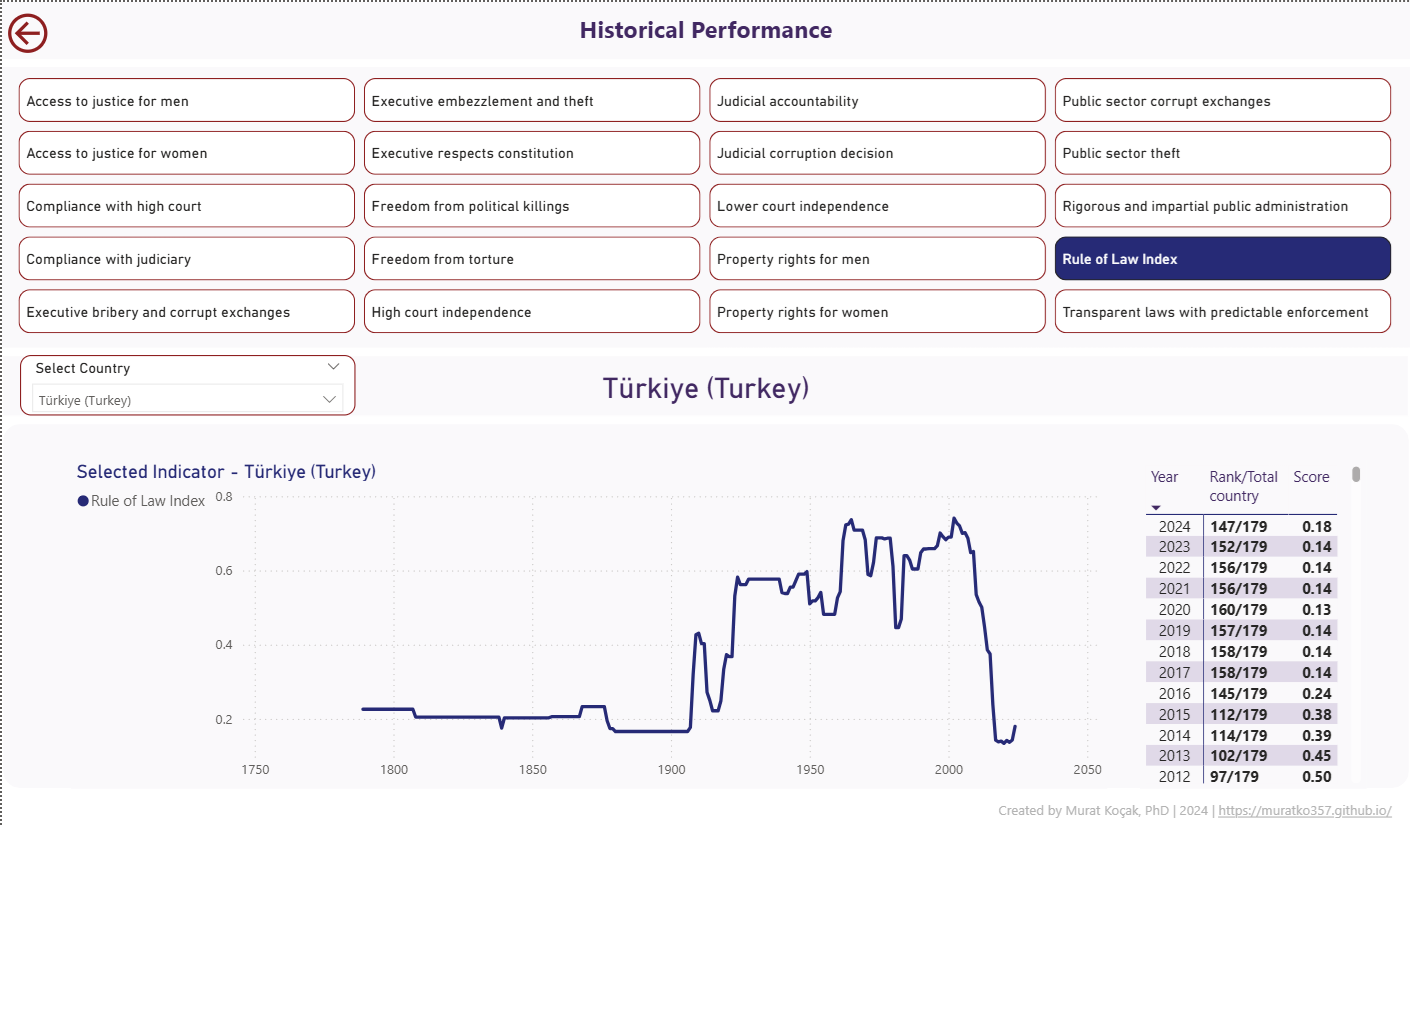 Historical Performance
Access to justice for men
Executive embezzlement and theft
Judicial accountability
Public sector corrupt exchanges
Access to justice for women
Executive respects constitution
Judicial corruption decision
Public sector theft
Compliance with high court
Freedom from political killings
Lower court independence
Rigorous and impartial public administration
Compliance with judiciary
Freedom from torture
Property rights for men
Rule of Law Index
Executive bribery and corrupt exchanges
High court independence
Property rights for women
Transparent laws with predictable enforcement
Select Country
Türkiye (Turkey)
Türkiye (Turkey)
Selected Indicator - Türkiye (Turkey)
Rule of Law Index
0.8
0.6
0.4
0.2
1750 1800 1850 1900 1950 2000 2050
Year Rank/Total country Score
2024 147/179 0.18
2023 152/179 0.14
2022 156/179 0.14
2021 156/179 0.14
2020 160/179 0.13
2019 157/179 0.14
2018 158/179 0.14
2017 158/179 0.14
2016 145/179 0.24
2015 112/179 0.38
2014 114/179 0.39
2013 102/179 0.45
2012 97/179 0.50
Created by Murat Koçak, PhD | 2024 | https://muratko357.github.io/